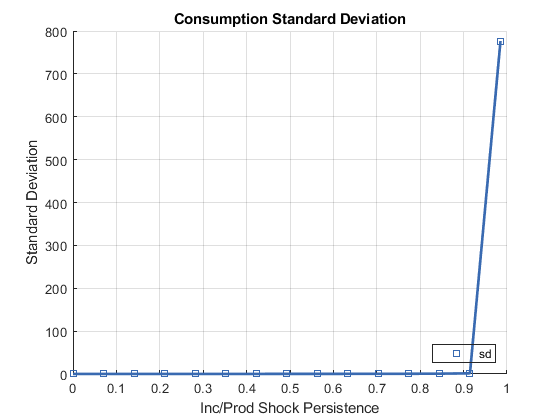 Consumption Standard Deviation
800
700
600
500
400
300
200
100
0
Standard Deviation
sd
0 0.1 0.2 0.3 0.4 0.5 0.6 0.7 0.8 0.9 1
Inc/Prod Shock Persistence